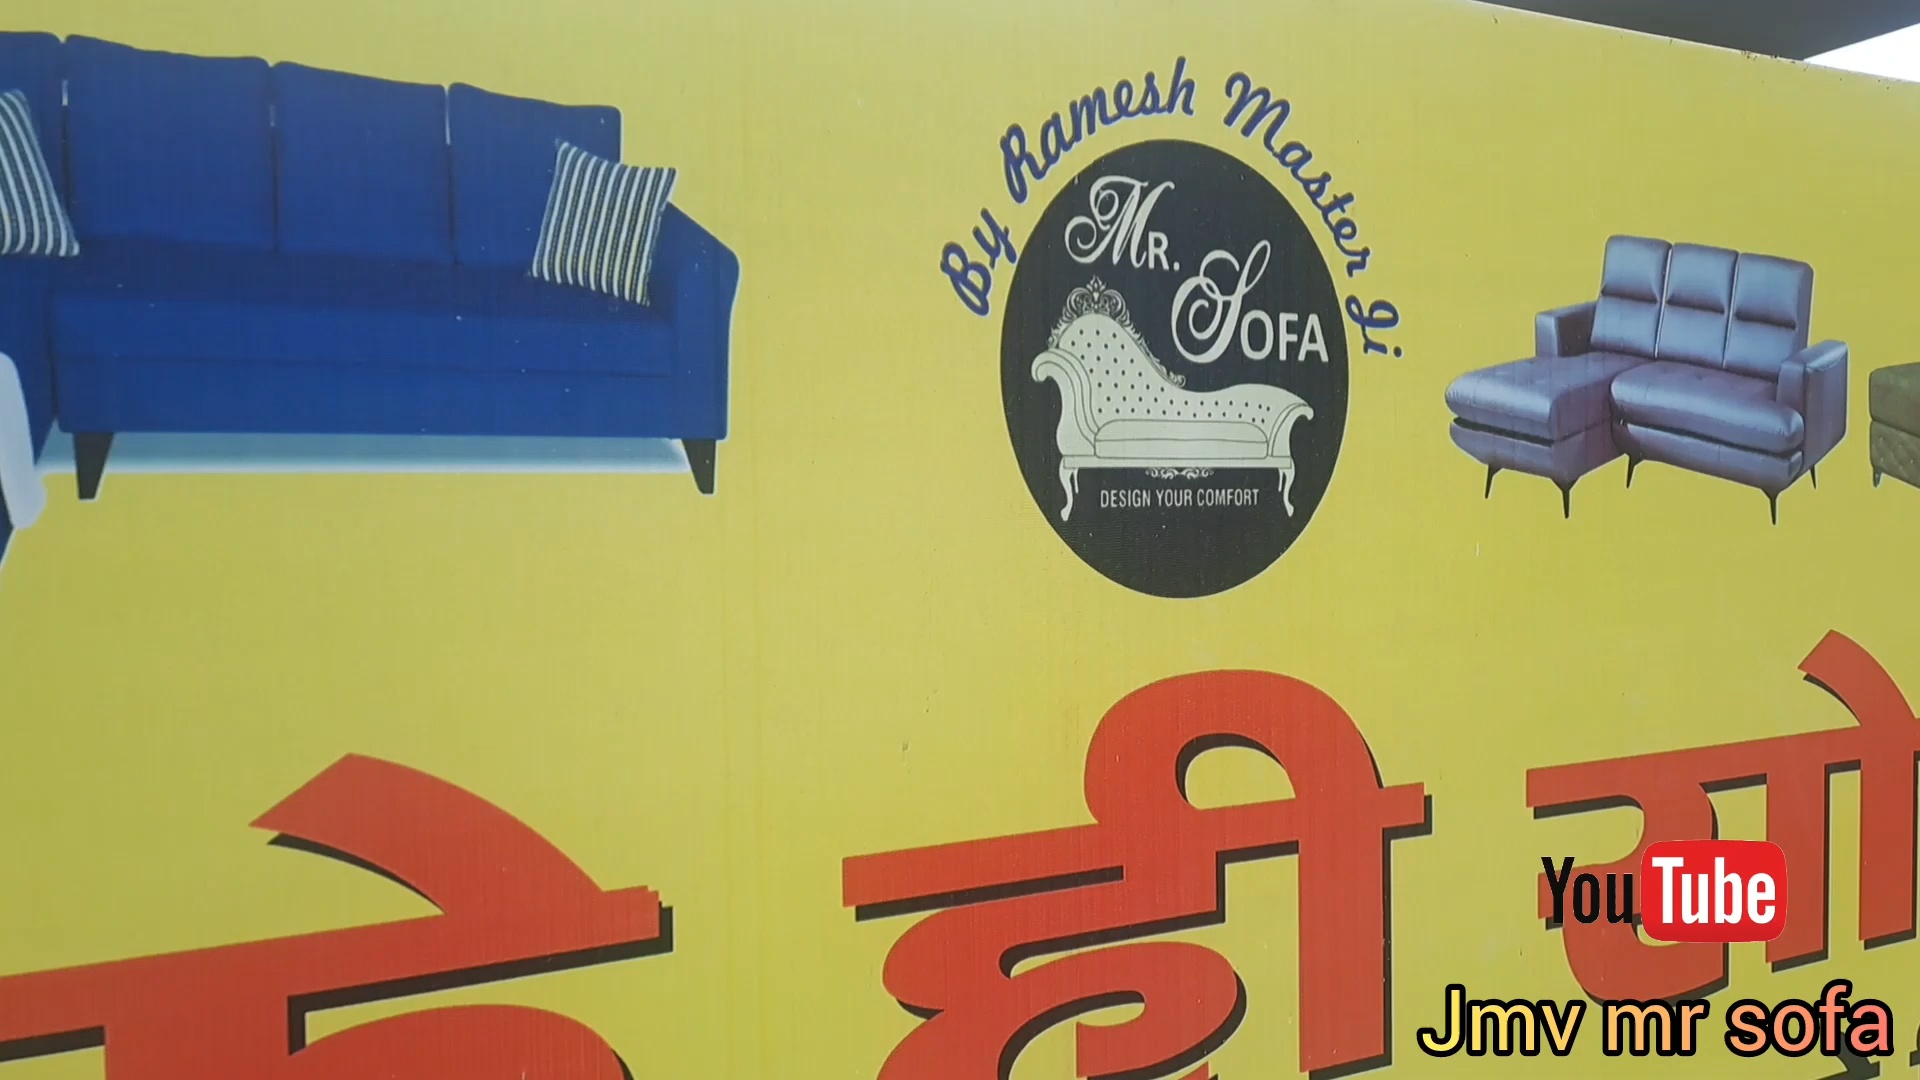 By Ramesh Master Ji
Mr. Sofa
DESIGN YOUR COMFORT
ही
YouTube
Jmv mr sofa